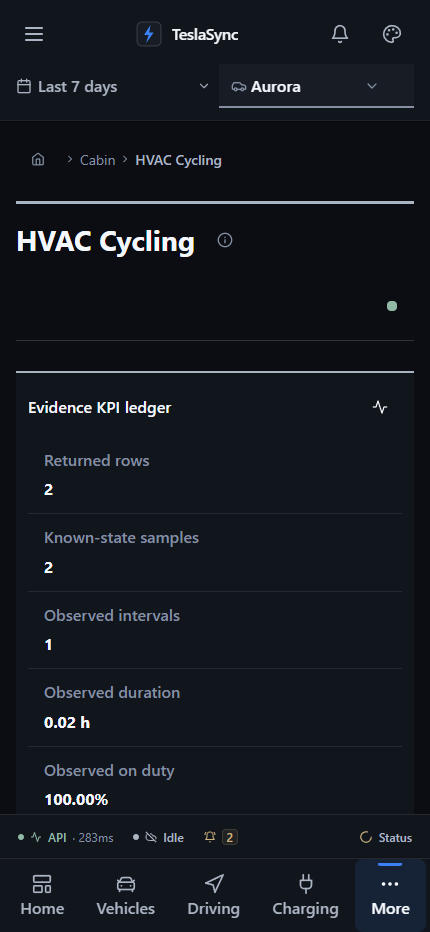 TeslaSync
Last 7 days
Aurora
Cabin
HVAC Cycling
HVAC Cycling
Evidence KPI ledger
Returned rows
2
Known-state samples
2
Observed intervals
1
Observed duration
0.02 h
Observed on duty
100.00%
API · 283ms
Idle
2
Status
Home
Vehicles
Driving
Charging
More